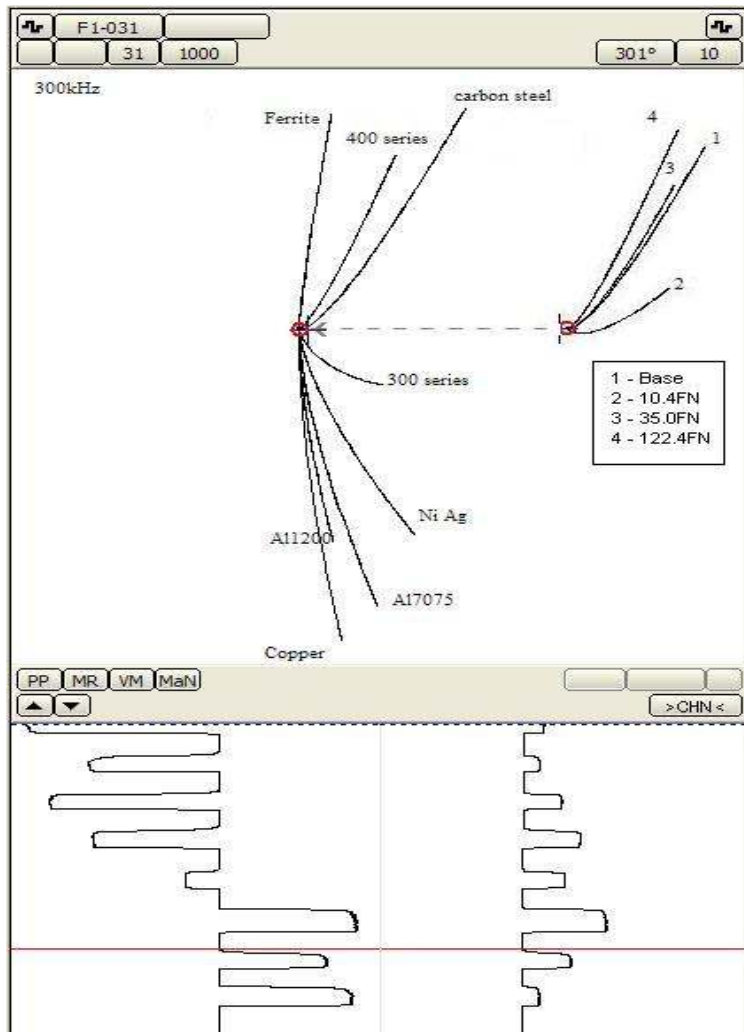 F1-031
31 1000 301° 10
300kHz
Ferrite
carbon steel
400 series
4
1
3
2
300 series
1 - Base
2 - 10.4FN
3 - 35.0FN
4 - 122.4FN
Ni Ag
Al1200
Al7075
Copper
PP MR VM MaN
>CHN<